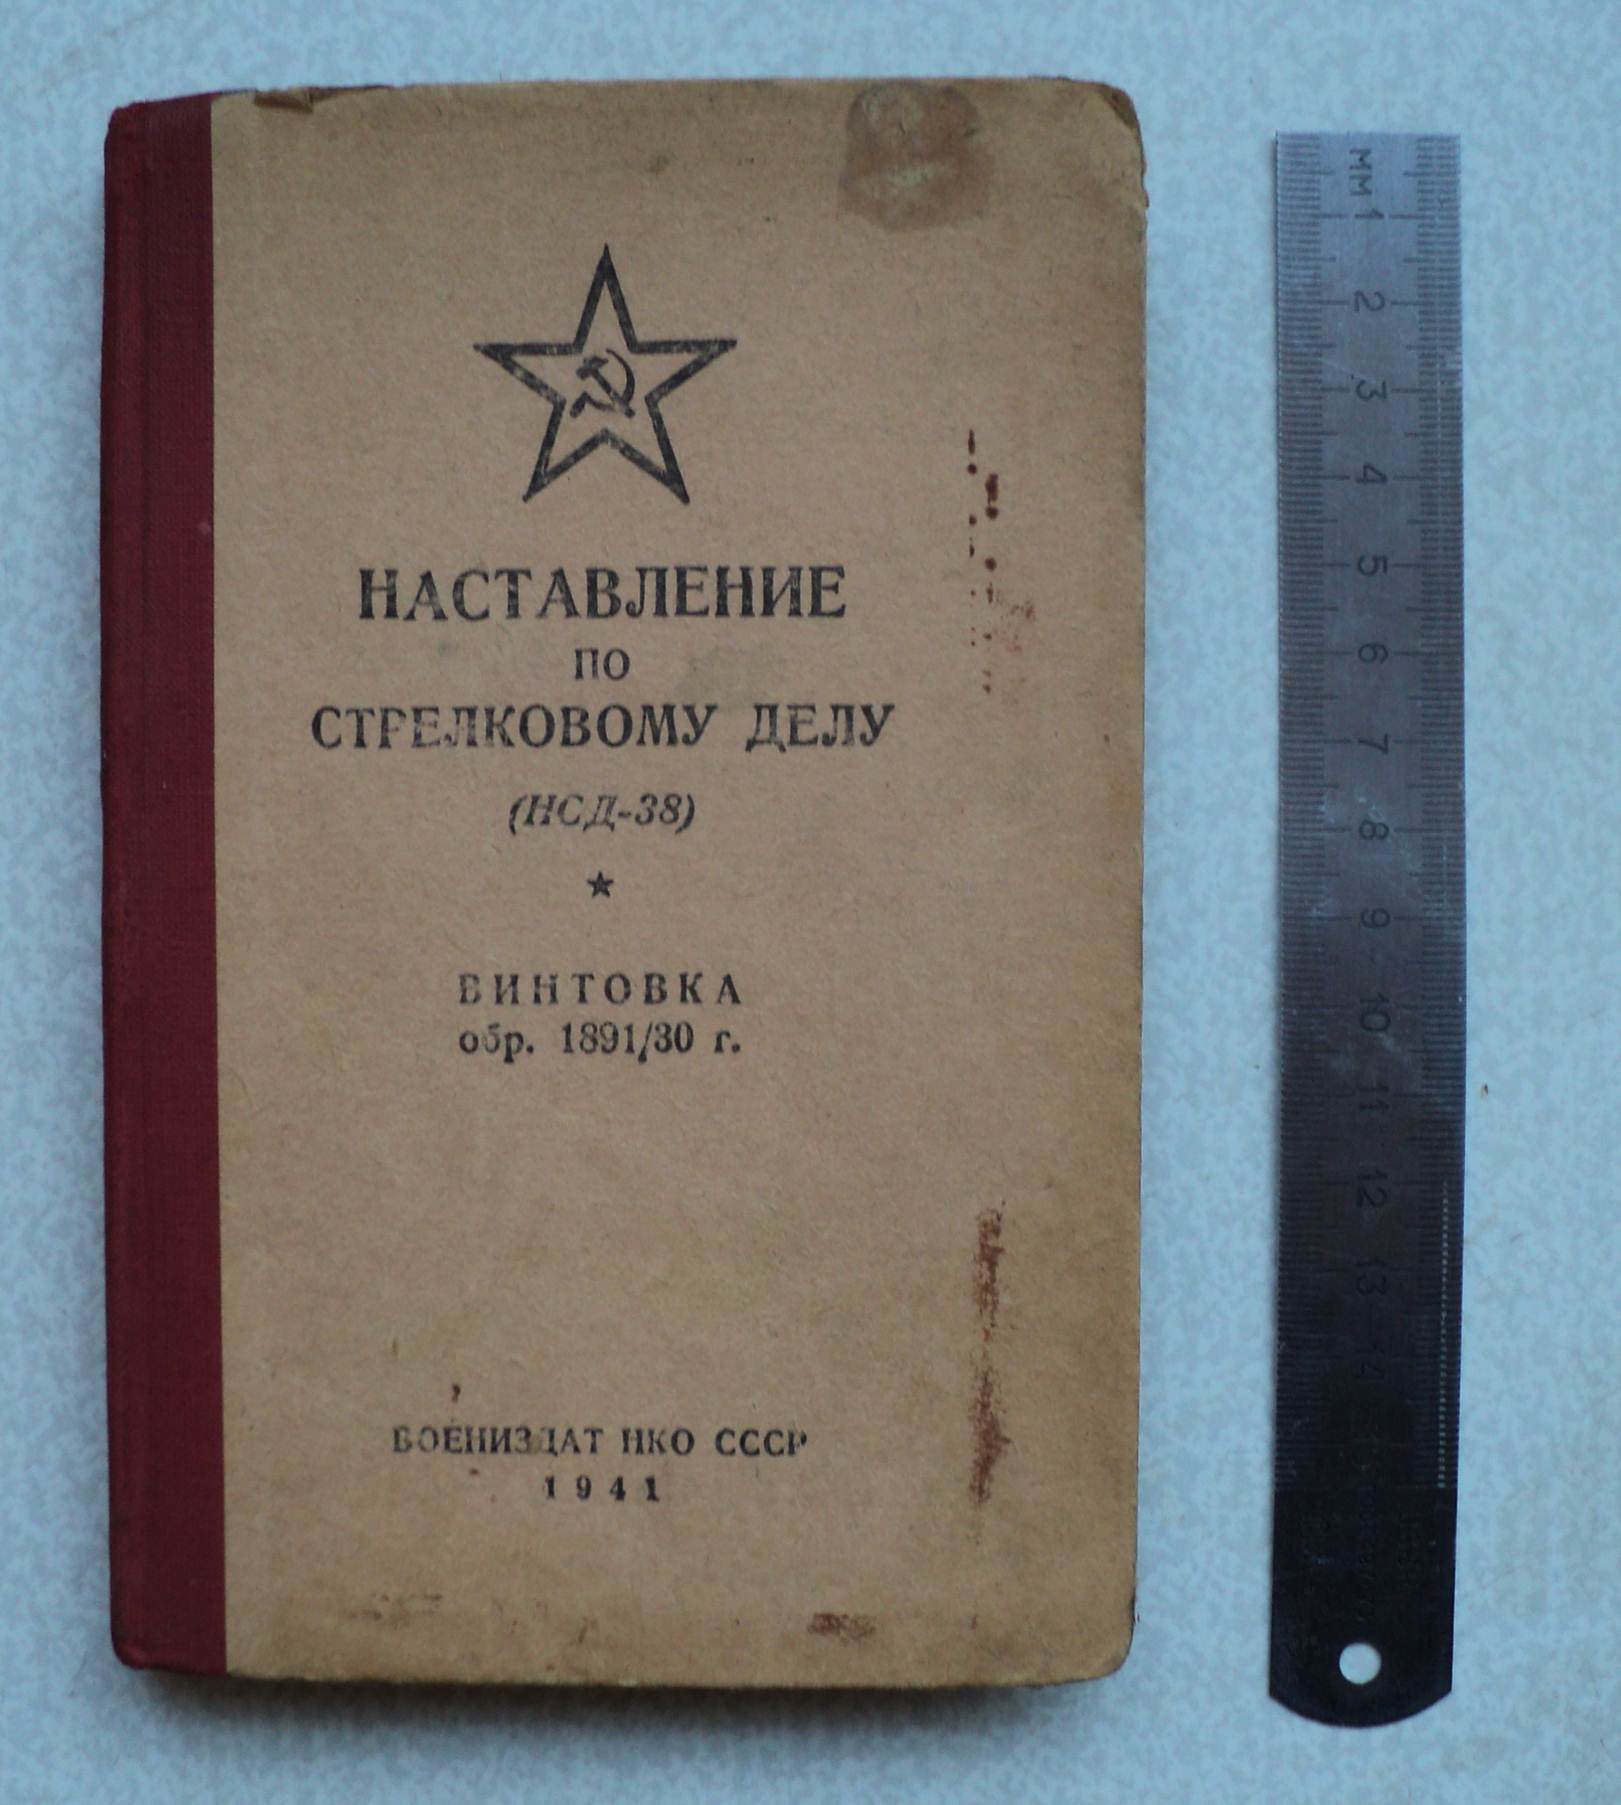 НАСТАВЛЕНИЕ
ПО
СТРЕЛКОВОМУ ДЕЛУ
(НСД-38)
ВИНТОВКА
обр. 1891/30 г.
ВОЕНИЗДАТ НКО СССР
1941
мм 1 2 3 4 5 6 7 8 9 10 11 12 13 14